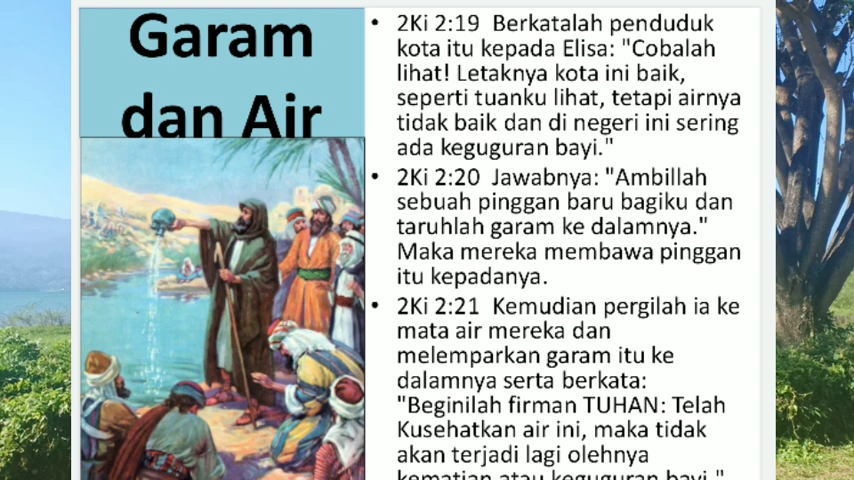 Garam
dan Air
• 2Ki 2:19 Berkatalah penduduk
kota itu kepada Elisa: "Cobalah
lihat! Letaknya kota ini baik,
seperti tuanku lihat, tetapi airnya
tidak baik dan di negeri ini sering
ada keguguran bayi."
• 2Ki 2:20 Jawabnya: "Ambillah
sebuah pinggan baru bagiku dan
taruhlah garam ke dalamnya."
Maka mereka membawa pinggan
itu kepadanya.
• 2Ki 2:21 Kemudian pergilah ia ke
mata air mereka dan
melemparkan garam itu ke
dalamnya serta berkata:
"Beginilah firman TUHAN: Telah
Kusehatkan air ini, maka tidak
akan terjadi lagi olehnya
kematian atau keguguran bayi."